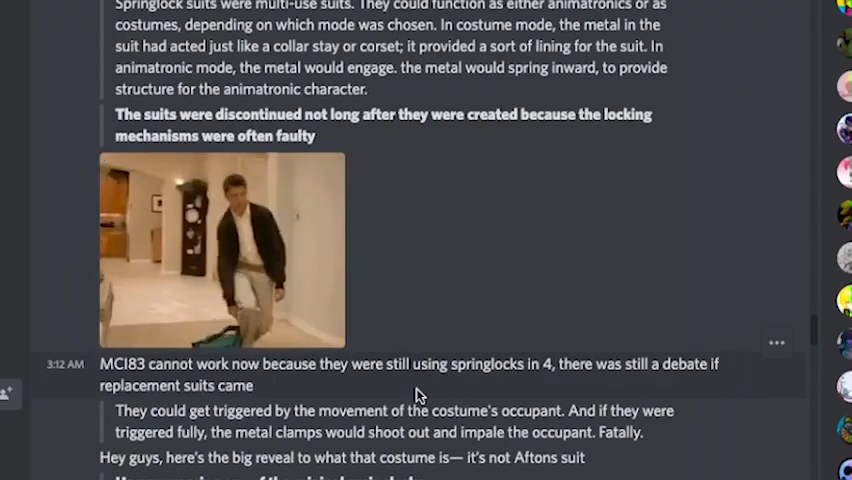 Springlock suits were multi-use suits. They could function as either animatronics or as
costumes, depending on which mode was chosen. In costume mode, the metal in the
suit had acted just like a collar stay or corset; it provided a sort of lining for the suit. In
animatronic mode, the metal would engage. the metal would spring inward, to provide
structure for the animatronic character.
The suits were discontinued not long after they were created because the locking
mechanisms were often faulty
3:12 AM MCI83 cannot work now because they were still using springlocks in 4, there was still a debate if
replacement suits came
They could get triggered by the movement of the costume's occupant. And if they were
triggered fully, the metal clamps would shoot out and impale the occupant. Fatally.
Hey guys, here's the big reveal to what that costume is— it's not Aftons suit